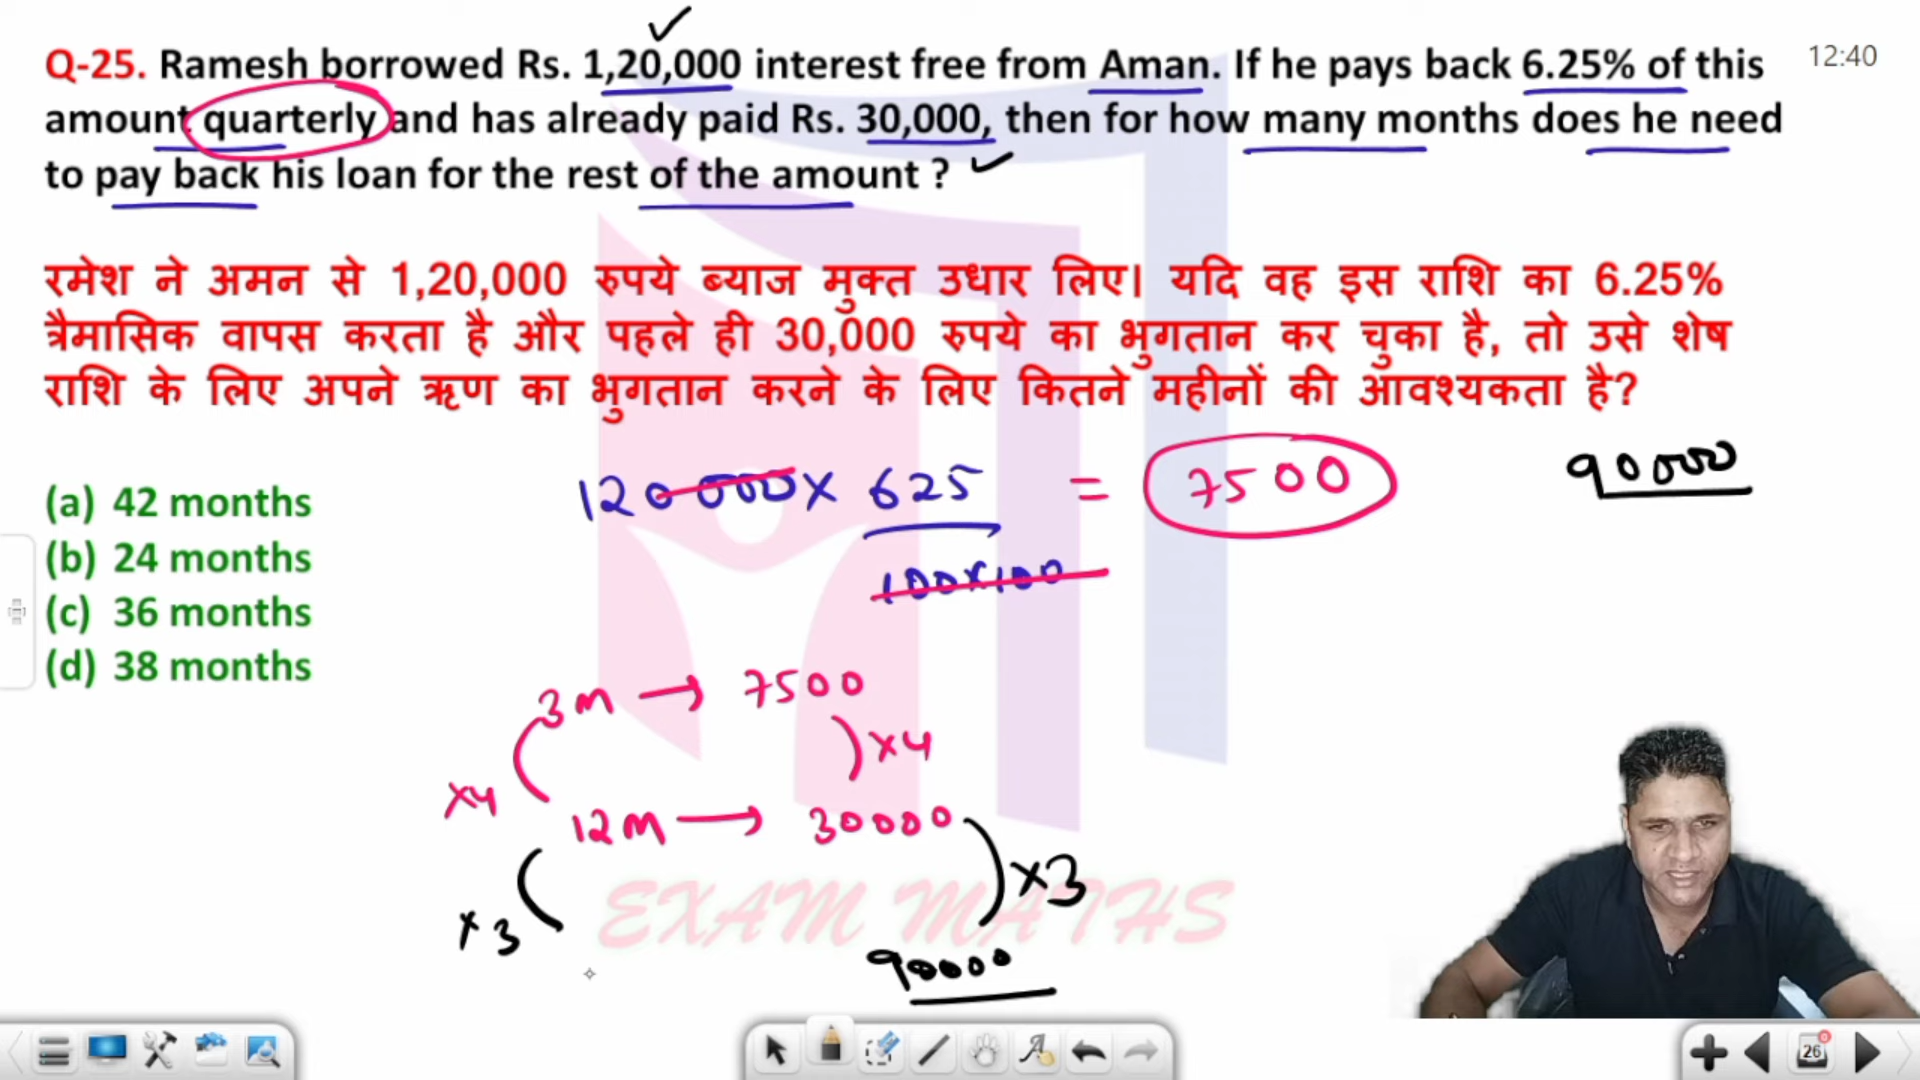 Q-25. Ramesh borrowed Rs. 1,20,000 interest free from Aman. If he pays back 6.25% of this
12:40
amount quarterly and has already paid Rs. 30,000, then for how many months does he need
to pay back his loan for the rest of the amount ?
रमेश ने अमन से 1,20,000 रुपये ब्याज मुक्त उधार लिए। यदि वह इस राशि का 6.25%
त्रैमासिक वापस करता है और पहले ही 30,000 रुपये का भुगतान कर चुका है, तो उसे शेष
राशि के लिए अपने ऋण का भुगतान करने के लिए कितने महीनों की आवश्यकता है?
90000
120000 x 625 = 7500
100x100
(a) 42 months
(b) 24 months
(c) 36 months
(d) 38 months
3m → 7500
x4 x4
12m → 30000
x3 x3
90000
EXAM MATHS
26
0